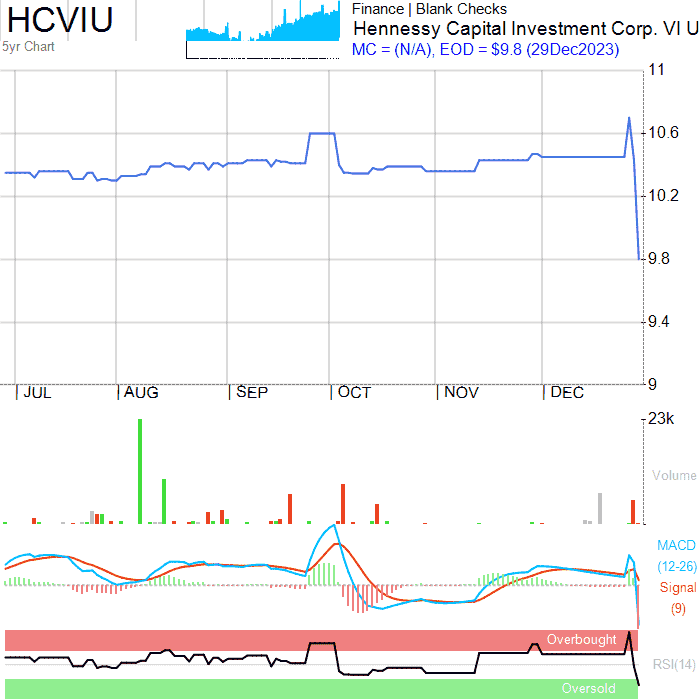 HCVIU
5yr Chart
Finance | Blank Checks
Hennessy Capital Investment Corp. VI U
MC = (N/A), EOD = $9.8 (29Dec2023)
11
10.6
10.2
9.8
9.4
9
JUL AUG SEP OCT NOV DEC
23k
Volume
MACD
(12-26)
Signal
(9)
Overbought
RSI(14)
Oversold